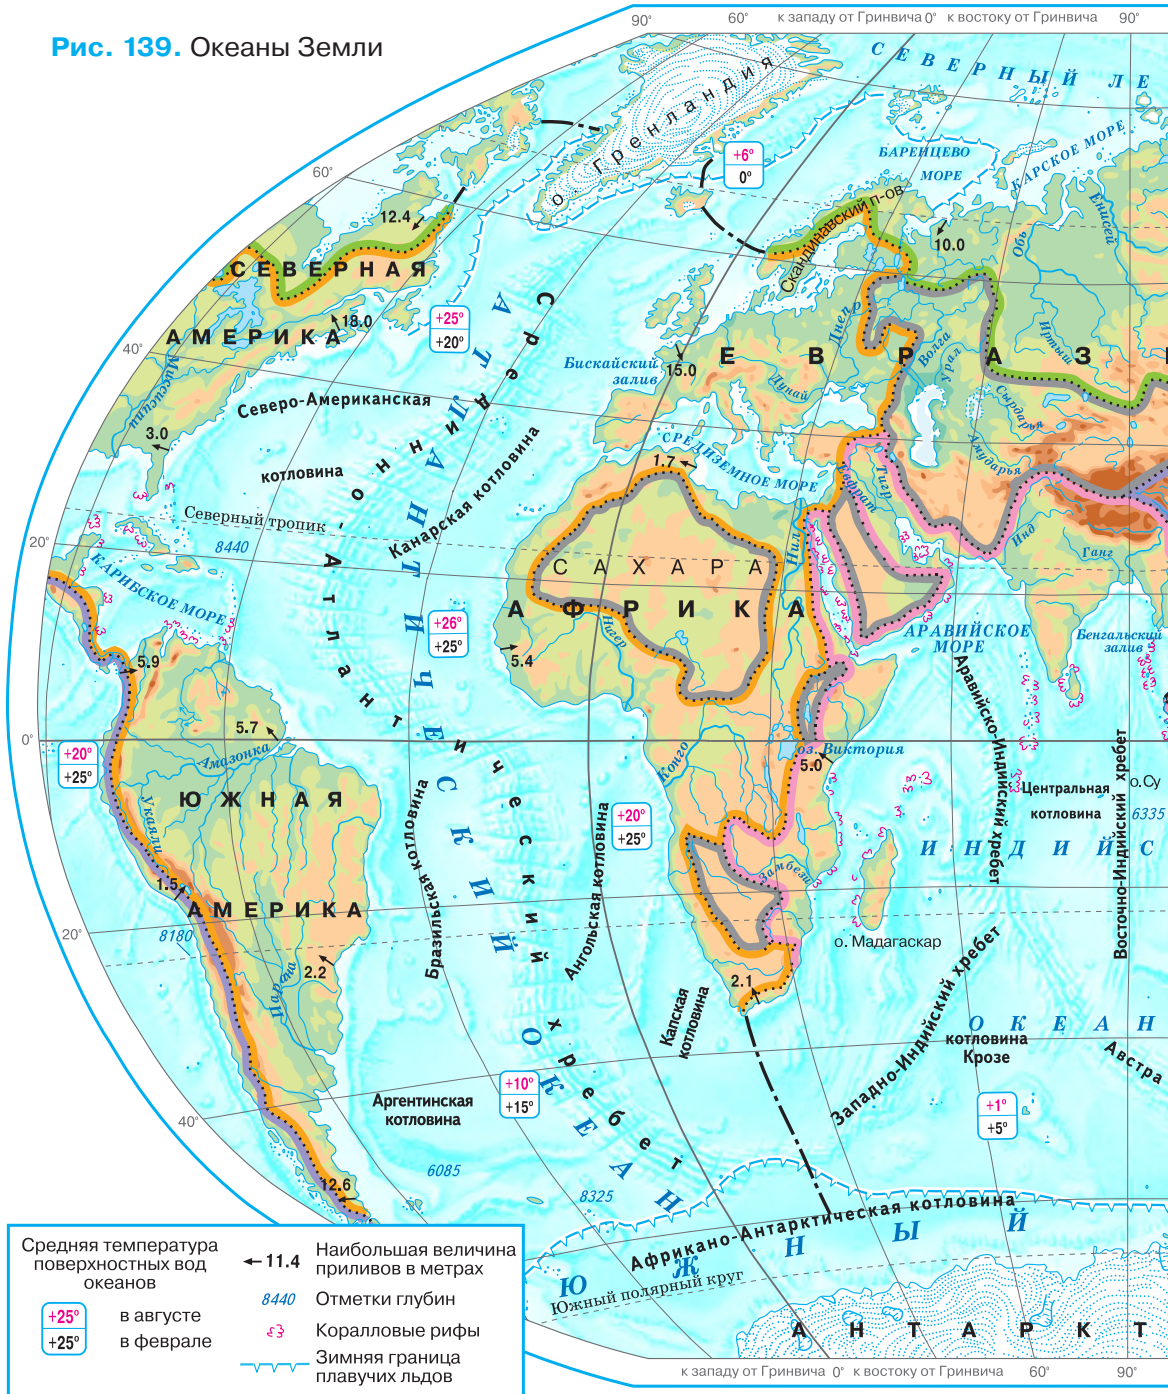 Рис. 139. Океаны Земли
90° 60° к западу от Гринвича 0° к востоку от Гринвича 90°
СЕВЕРНЫЙ ЛЕ
о. Гренландия
+6°
0°
БАРЕНЦЕВО
МОРЕ
КАРСКОЕ МОРЕ
60°
12.4
Скандинавский п-ов
10.0
Обь
Енисей
СЕВЕРНАЯ
АМЕРИКА
18.0
+25°
+20°
40°
Миссисипи
3.0
Бискайский
залив
15.0
ЕВРАЗ
Днепр
Волга
Урал
Иртыш
Дунай
Сырдарья
Амударья
Северо-Американская
котловина
Канарская котловина
СРЕДИЗЕМНОЕ МОРЕ
1.7
Евфрат
Тигр
Инд
Ганг
Северный тропик
8440
20°
КАРИБСКОЕ МОРЕ
САХАРА
АФРИКА
Нил
Нигер
5.4
+26°
+25°
АРАВИЙСКОЕ
МОРЕ
Бенгальский
залив
Срединно-Атлантический хребет
АТЛАНТИЧЕСКИЙ ОКЕАН
5.9
5.7
0°
+20°
+25°
Амазонка
Укаяли
ЮЖНАЯ
АМЕРИКА
1.5
8180
20°
Парана
2.2
Бразильская котловина
Ангольская котловина
+20°
+25°
Конго
оз. Виктория
5.0
Замбези
о. Мадагаскар
2.1
Капская
котловина
Аравийско-Индийский хребет
Центральная
котловина
Восточно-Индийский хребет
о.Су
6335
ИНДИЙС
ОКЕАН
котловина
Крозе
Западно-Индийский хребет
Австра
+1°
+5°
+10°
+15°
40°
Аргентинская
котловина
6085
8325
12.6
Африкано-Антарктическая котловина
ЮЖНЫЙ
Южный полярный круг
АНТАРКТ
к западу от Гринвича 0° к востоку от Гринвича 60° 90°
Средняя температура
поверхностных вод
океанов
+25° в августе
+25° в феврале
11.4 Наибольшая величина
приливов в метрах
8440 Отметки глубин
Коралловые рифы
Зимняя граница
плавучих льдов